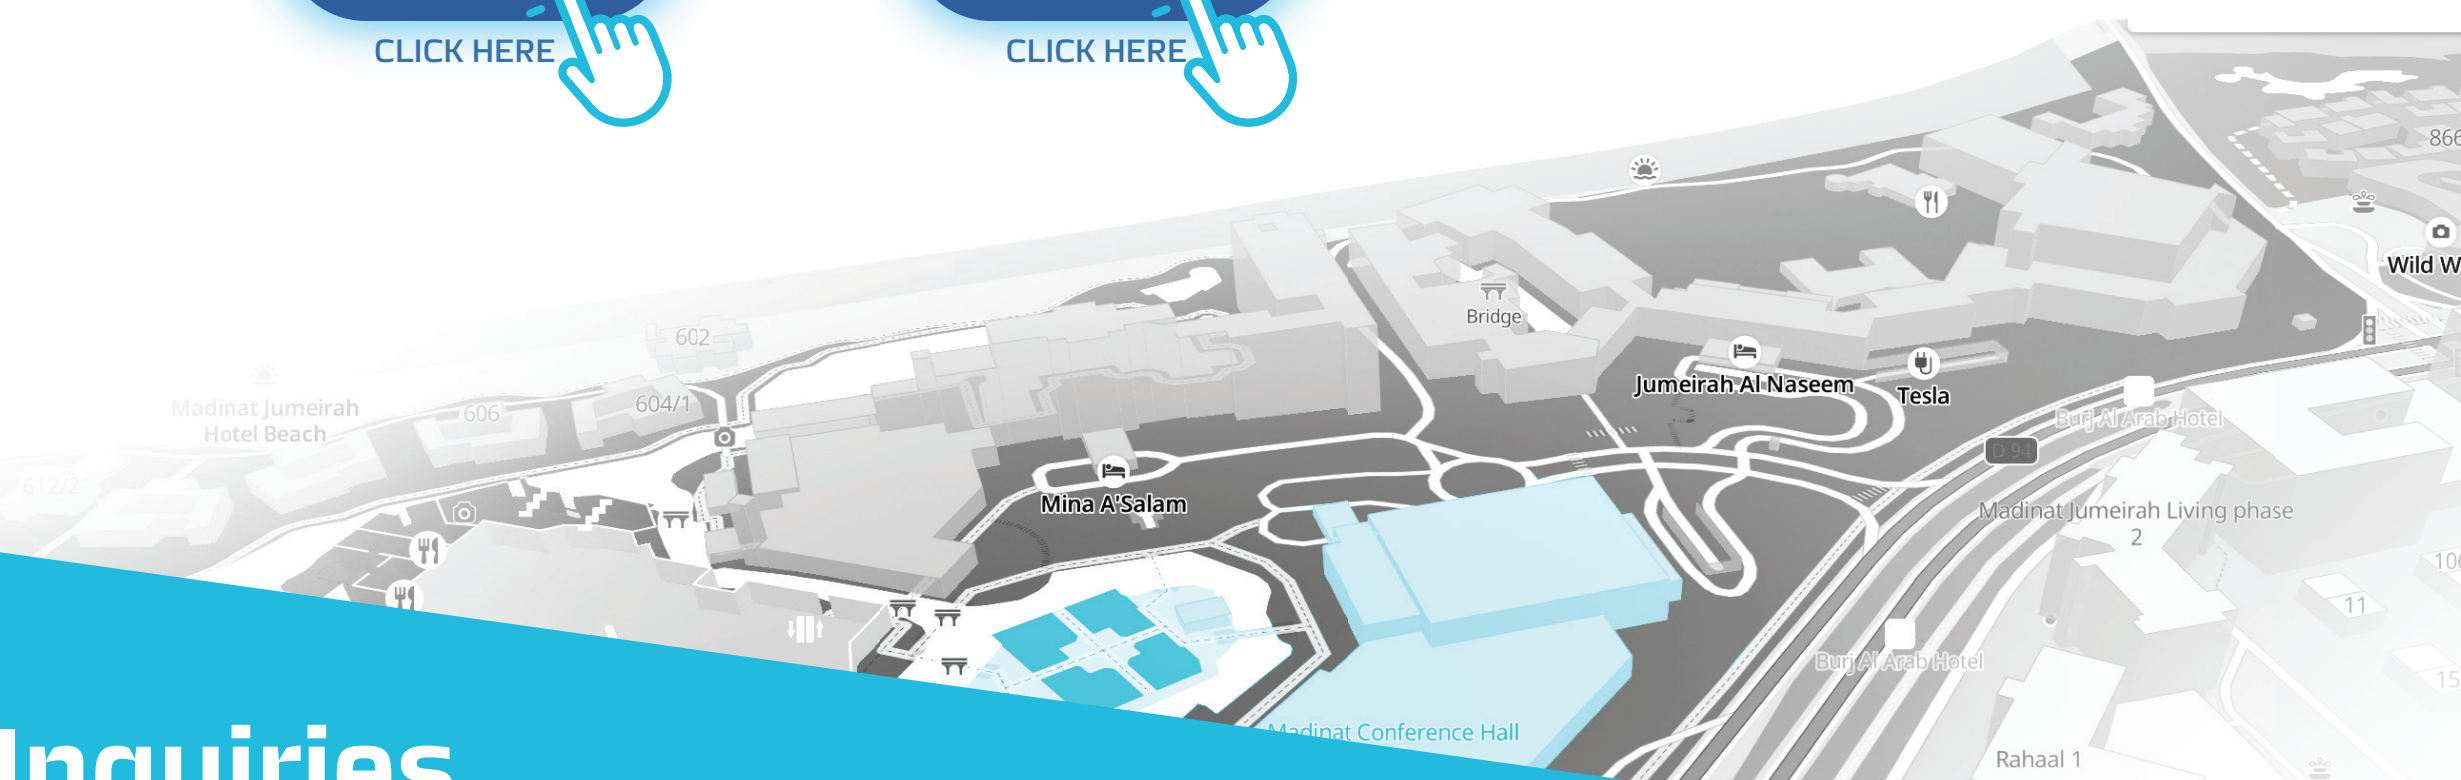 CLICK HERE
CLICK HERE
866
Wild W
Bridge
602
Jumeirah Al Naseem
Tesla
Burj Al Arab Hotel
604/1
606
Madinat Jumeirah
Hotel Beach
D 94
612/2
Mina A'Salam
Madinat Jumeirah Living phase
2
106
11
Burj Al Arab Hotel
15
Madinat Conference Hall
Rahaal 1
Inquiries